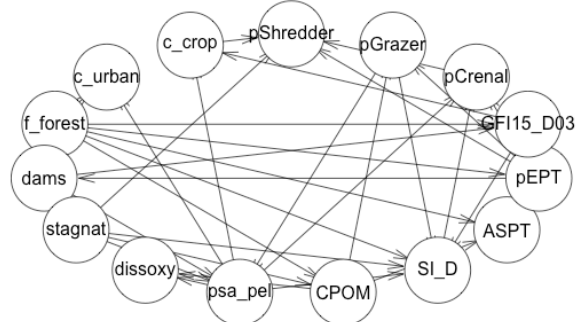 pShredder
c_crop
pGrazer
c_urban
pCrenal
f_forest
GFI15_D03
dams
pEPT
stagnat
ASPT
dissoxy
SI_D
psa_pel
CPOM